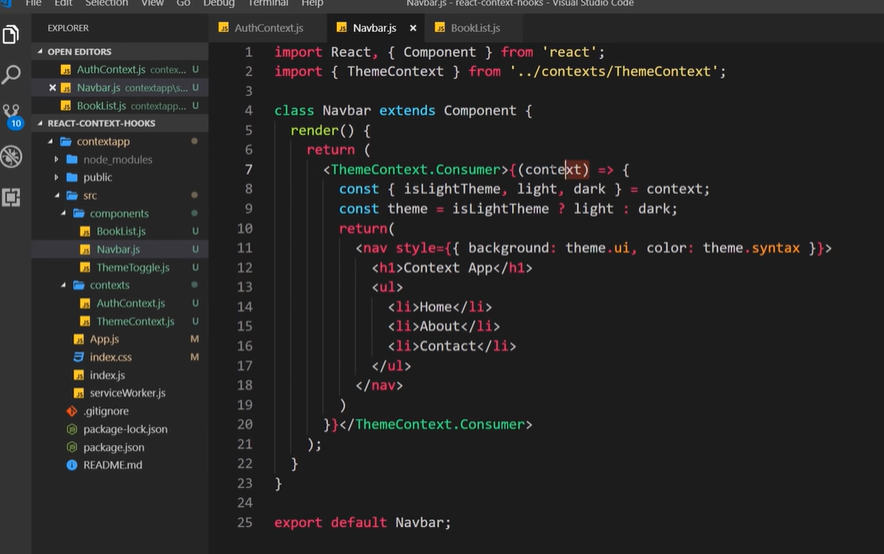 File Edit Selection View Go Debug Terminal Help Navbar.js - react-context-hooks - Visual Studio Code
EXPLORER
OPEN EDITORS
AuthContext.js contex... U
Navbar.js contextapp\s... U
BookList.js contextapp... U
REACT-CONTEXT-HOOKS
contextapp
node_modules
public
src
components
BookList.js U
Navbar.js U
ThemeToggle.js U
contexts
AuthContext.js U
ThemeContext.js U
App.js M
index.css M
index.js
serviceWorker.js
.gitignore
package-lock.json
package.json
README.md
10
AuthContext.js Navbar.js BookList.js
1 import React, { Component } from 'react';
2 import { ThemeContext } from '../contexts/ThemeContext';
3
4 class Navbar extends Component {
5 render() {
6 return (
7 <ThemeContext.Consumer>{(context) => {
8 const { isLightTheme, light, dark } = context;
9 const theme = isLightTheme ? light : dark;
10 return(
11 <nav style={{ background: theme.ui, color: theme.syntax }}>
12 <h1>Context App</h1>
13 <ul>
14 <li>Home</li>
15 <li>About</li>
16 <li>Contact</li>
17 </ul>
18 </nav>
19 )
20 }}</ThemeContext.Consumer>
21 );
22 }
23 }
24
25 export default Navbar;